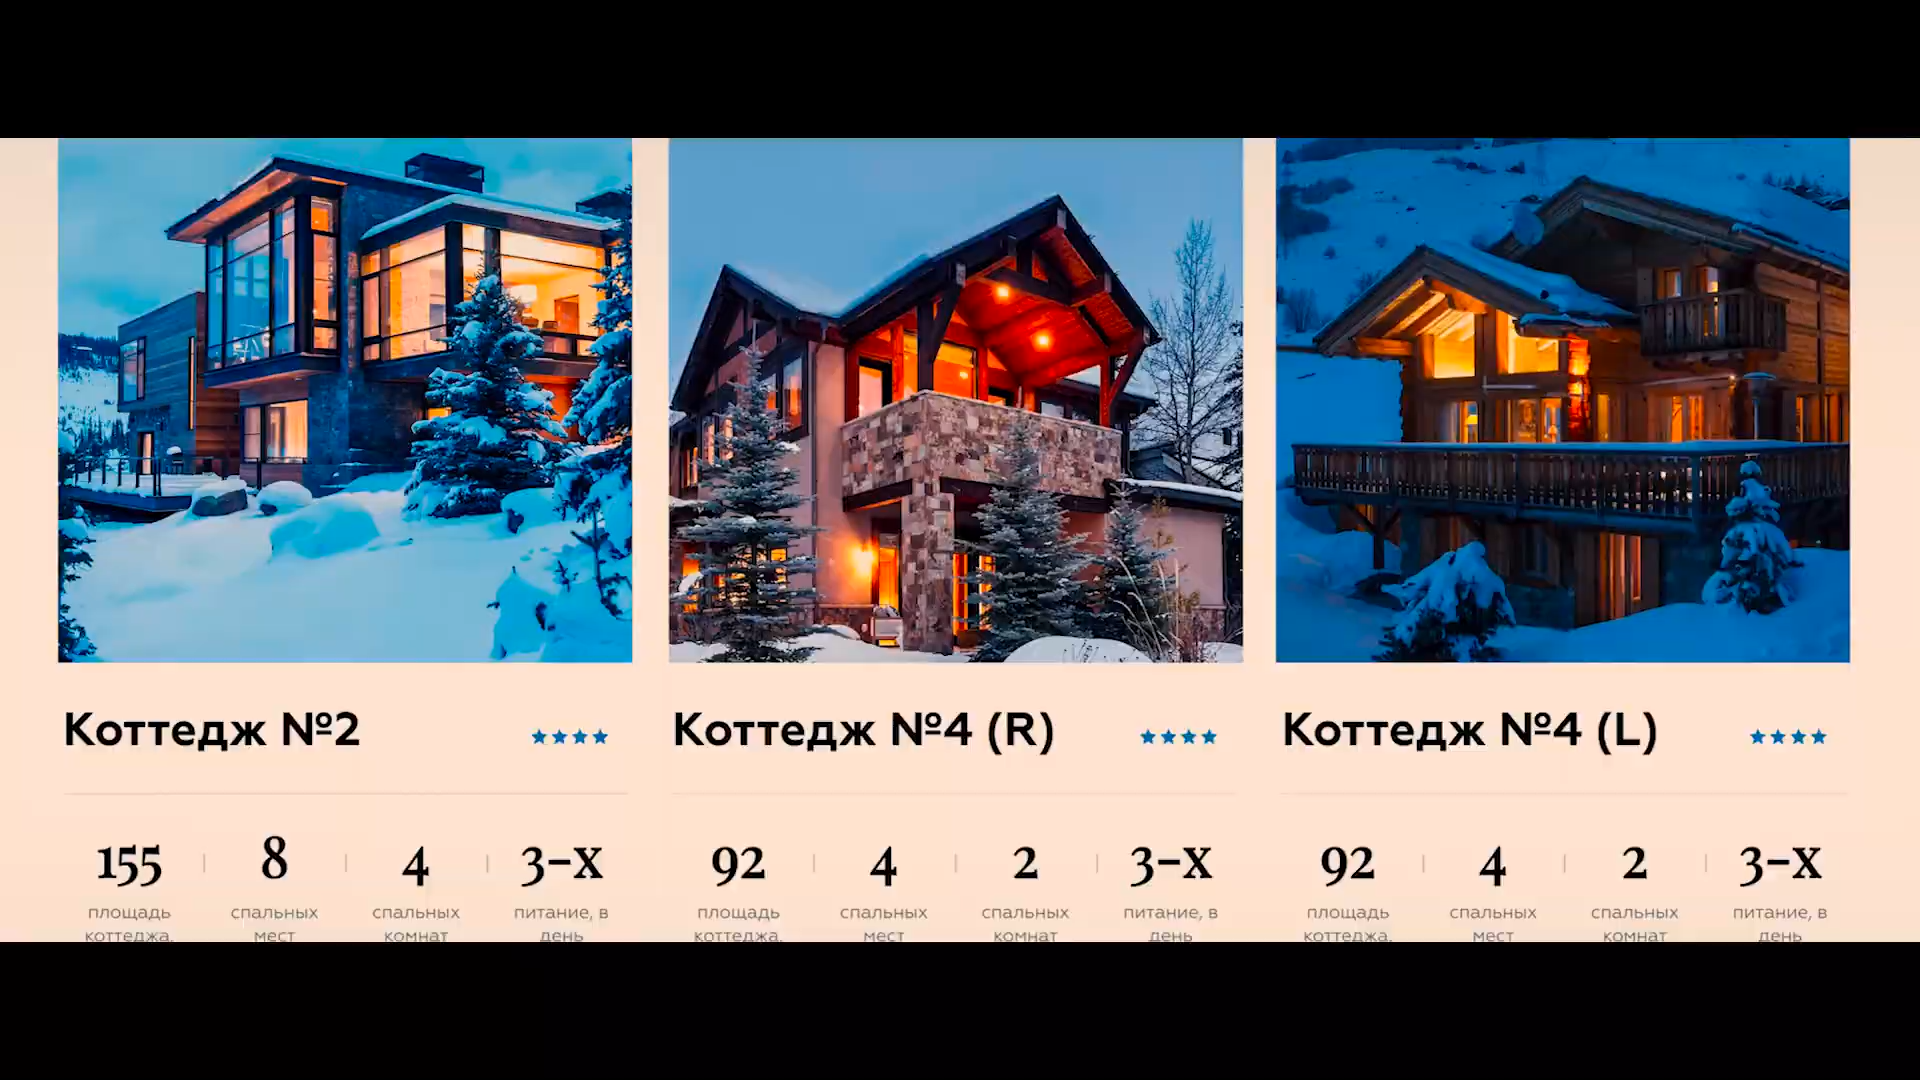 Коттедж №2
Коттедж №4 (R)
Коттедж №4 (L)
155 8 4 3-х
площадь спальных спальных питание, в
коттеджа, мест комнат день
92 4 2 3-х
площадь спальных спальных питание, в
коттеджа, мест комнат день
92 4 2 3-х
площадь спальных спальных питание, в
коттеджа, мест комнат день